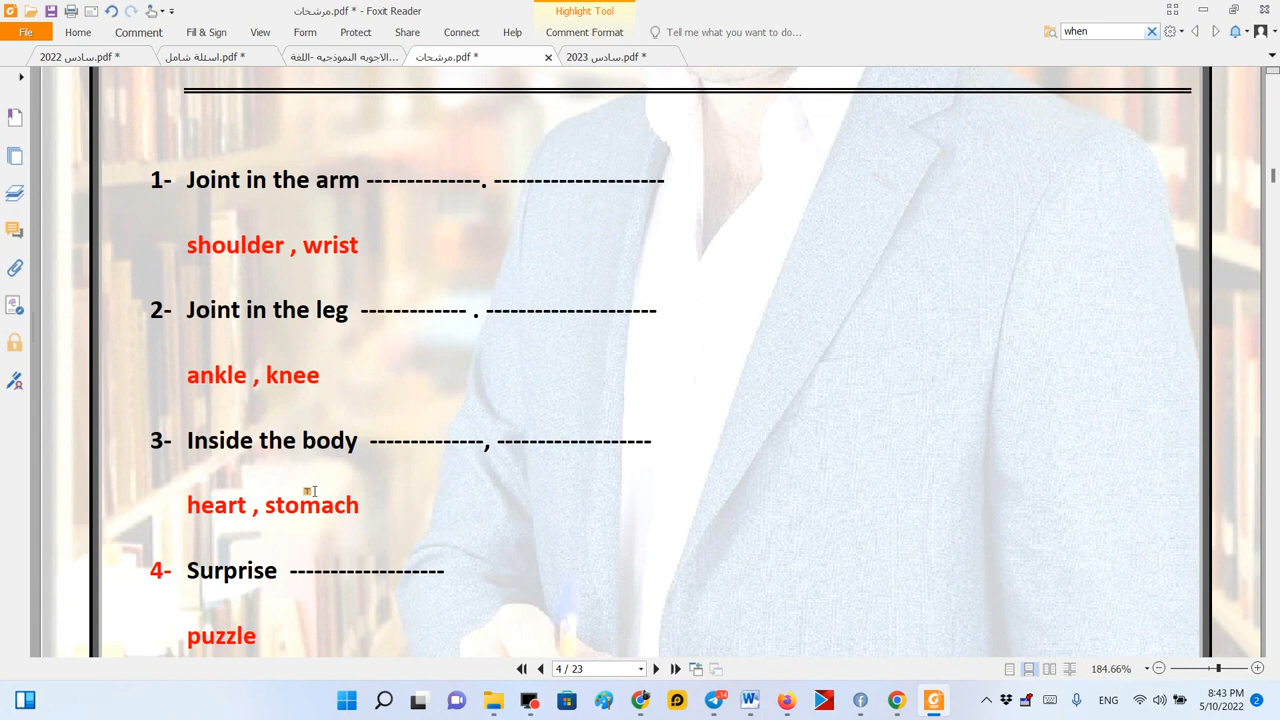 مرشحات.pdf * - Foxit Reader
Highlight Tool
File
Home
Comment
Fill & Sign
View
Form
Protect
Share
Connect
Help
Comment Format
Tell me what you want to do...
when
سادس 2022.pdf *
اسئلة شامل.pdf *
الاجوبه النموذجيه -اللغة...
مرشحات.pdf *
سادس 2023.pdf *
1- Joint in the arm --------------. ---------------------
shoulder , wrist
2- Joint in the leg ------------- . ---------------------
ankle , knee
3- Inside the body --------------, -------------------
heart , stomach
4- Surprise -------------------
puzzle
4 / 23
184.66%
14
ENG
8:43 PM
5/10/2022
2